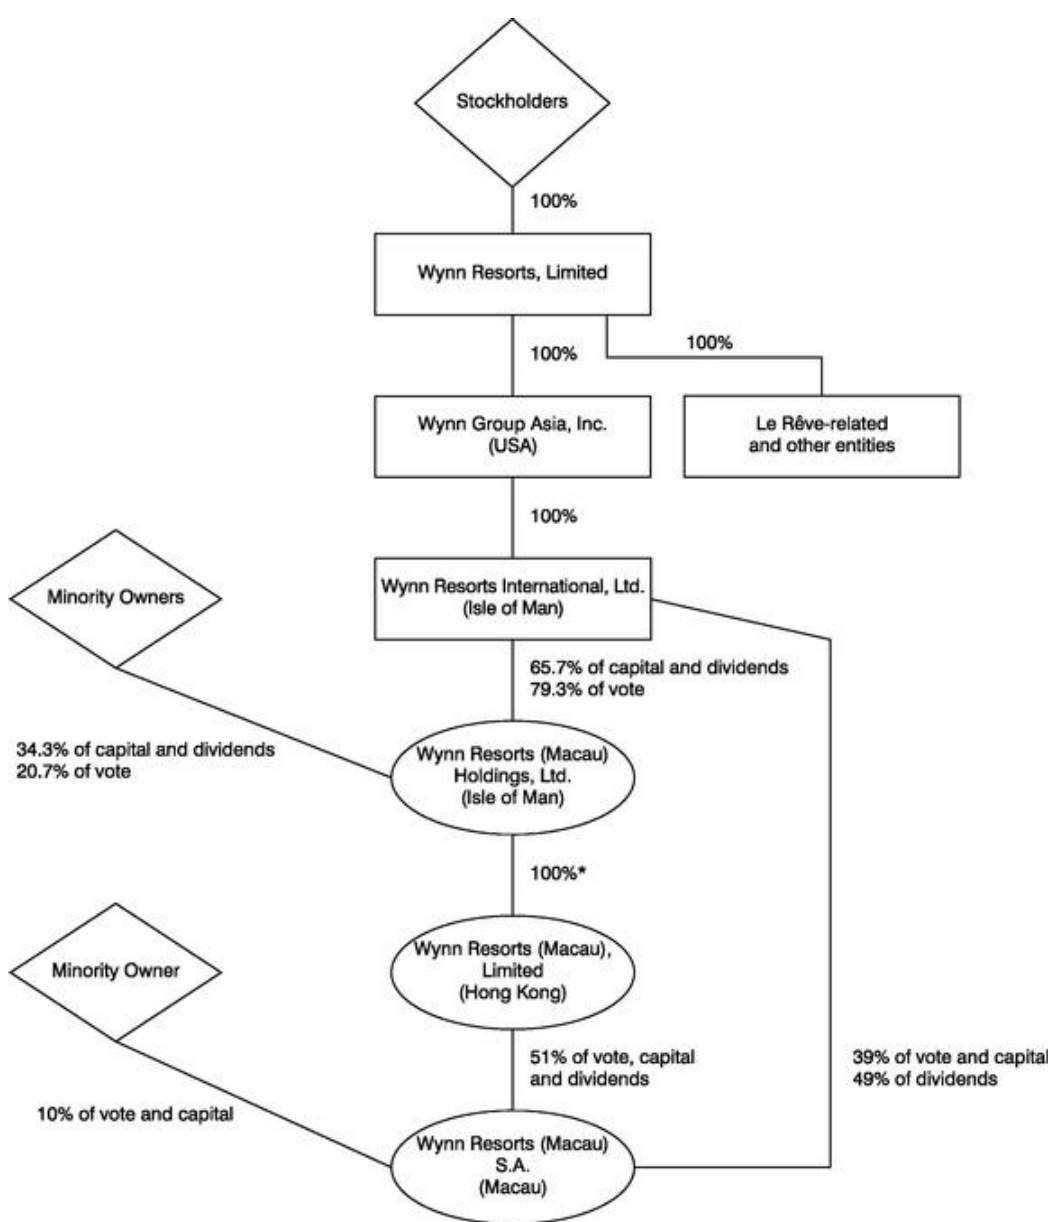 Stockholders
100%
Wynn Resorts, Limited
100%
100%
Wynn Group Asia, Inc.
(USA)
Le Rêve-related
and other entities
100%
Minority Owners
Wynn Resorts International, Ltd.
(Isle of Man)
65.7% of capital and dividends
79.3% of vote
34.3% of capital and dividends
20.7% of vote
Wynn Resorts (Macau)
Holdings, Ltd.
(Isle of Man)
100%*
Minority Owner
Wynn Resorts (Macau),
Limited
(Hong Kong)
51% of vote, capital
and dividends
39% of vote and capital
49% of dividends
10% of vote and capital
Wynn Resorts (Macau)
S.A.
(Macau)